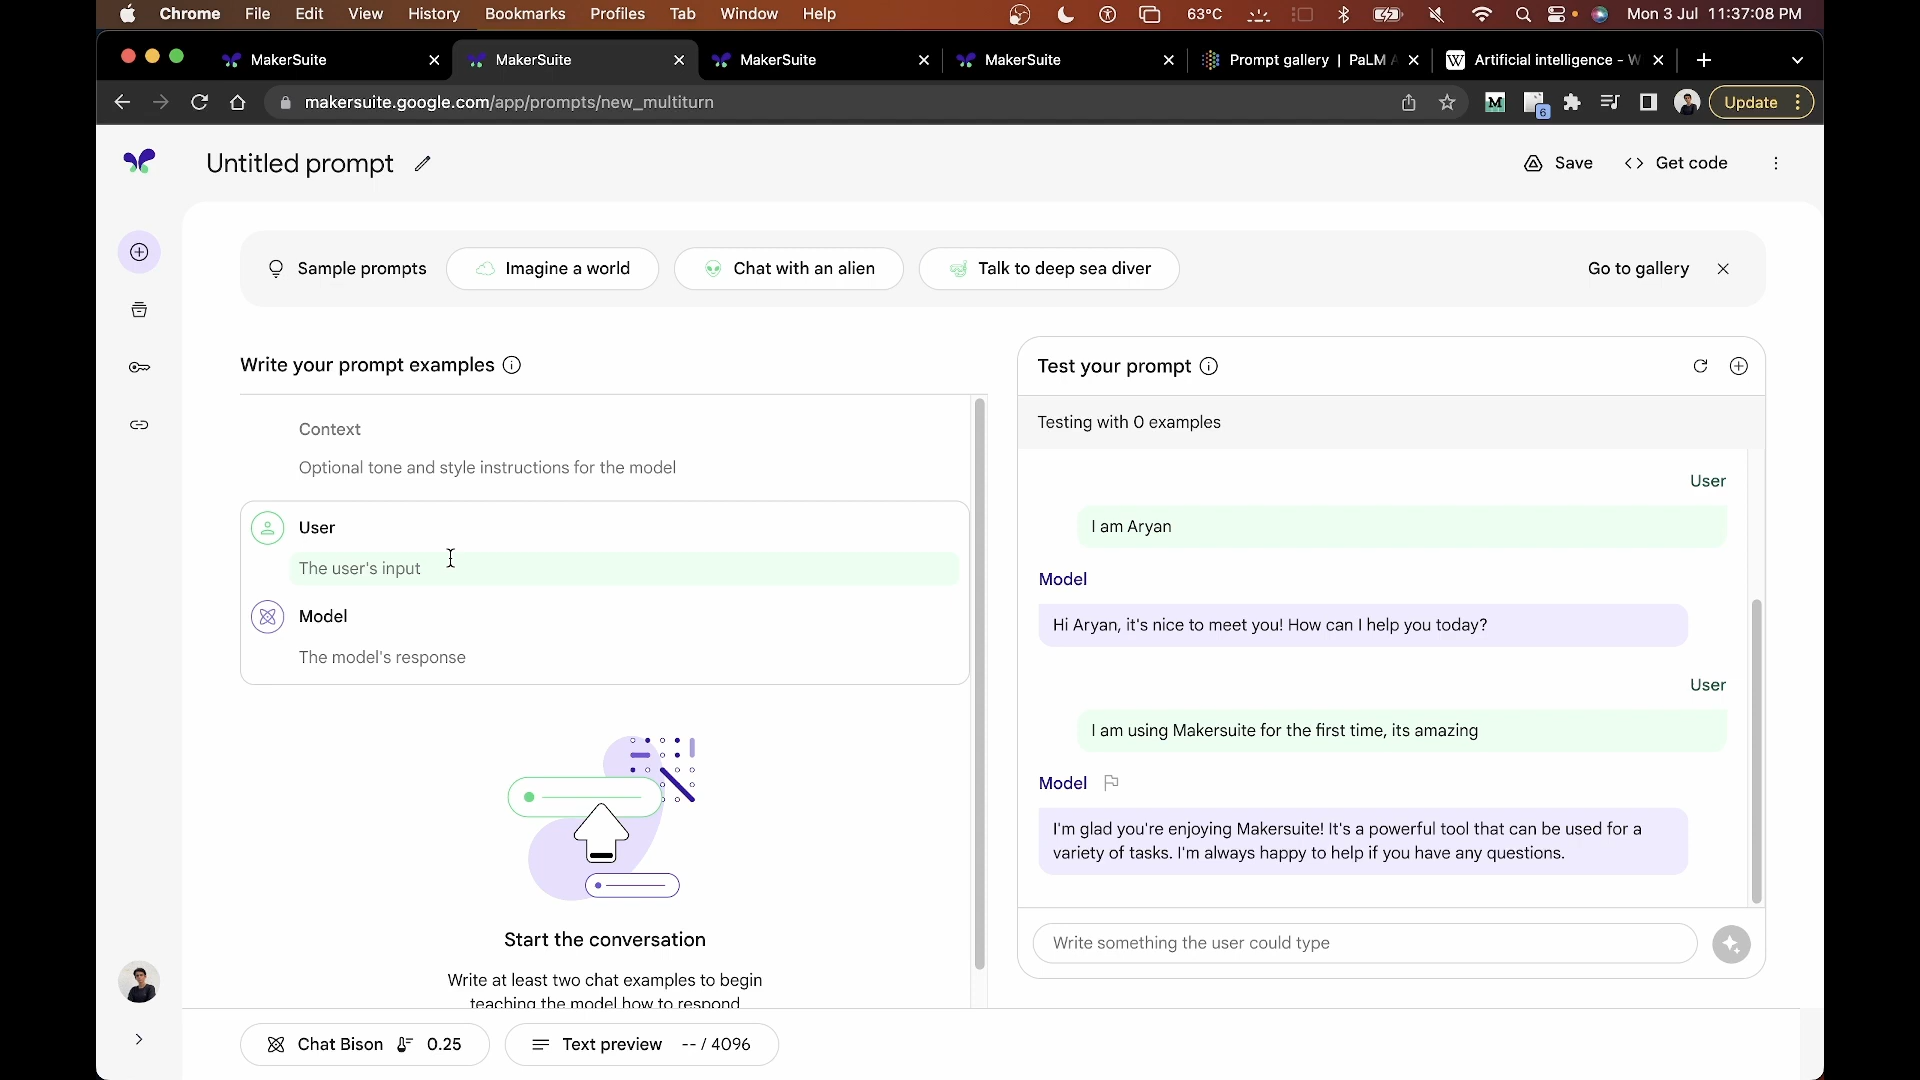 Chrome File Edit View History Bookmarks Profiles Tab Window Help 63°C Mon 3 Jul 11:37:08 PM
MakerSuite MakerSuite MakerSuite MakerSuite Prompt gallery | PaLM A Artificial intelligence - W
makersuite.google.com/app/prompts/new_multiturn M 6 Update
Untitled prompt Save Get code
Sample prompts Imagine a world Chat with an alien Talk to deep sea diver Go to gallery
Write your prompt examples
Context
Optional tone and style instructions for the model
User
The user's input
Model
The model's response
Start the conversation
Write at least two chat examples to begin
teaching the model how to respond
Test your prompt
Testing with 0 examples
User
I am Aryan
Model
Hi Aryan, it's nice to meet you! How can I help you today?
User
I am using Makersuite for the first time, its amazing
Model
I'm glad you're enjoying Makersuite! It's a powerful tool that can be used for a
variety of tasks. I'm always happy to help if you have any questions.
Write something the user could type
Chat Bison 0.25 Text preview -- / 4096